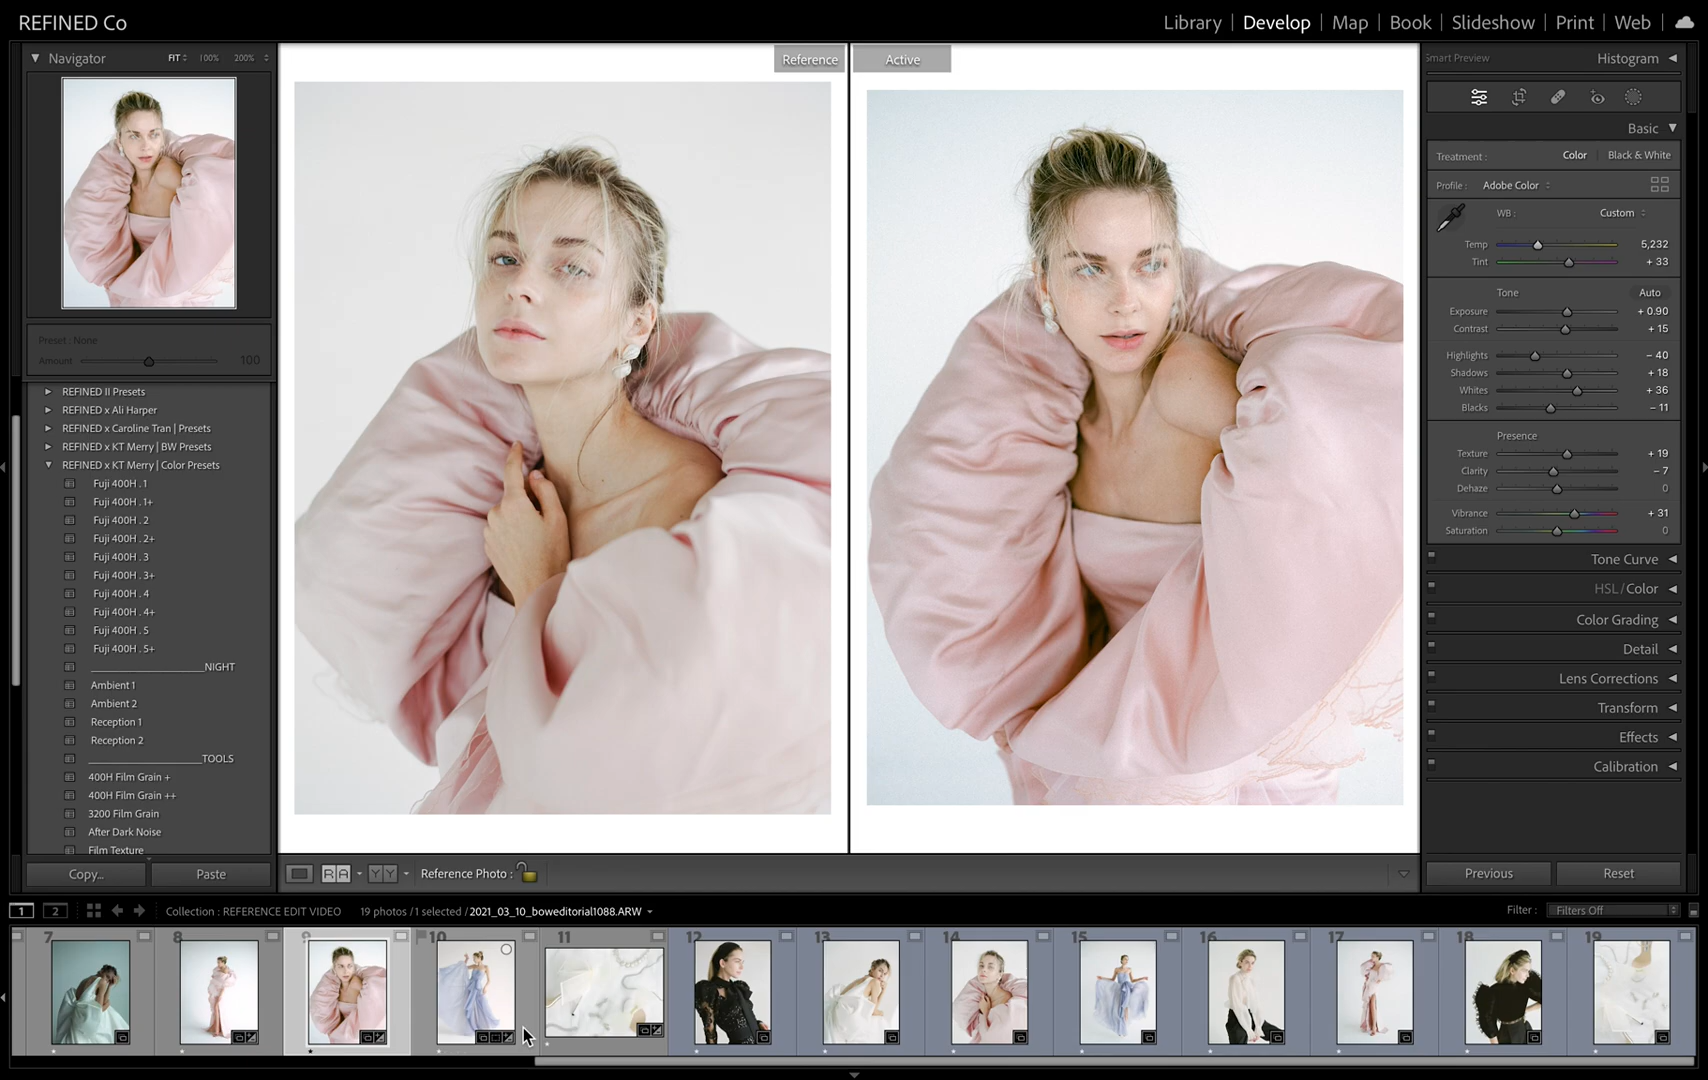 REFINED Co
Library | Develop | Map | Book | Slideshow | Print | Web
Navigator FIT 100% 200%
Reference
Active
Smart Preview Histogram
Basic
Treatment : Color Black & White
Profile : Adobe Color
WB : Custom
Temp 5,232
Tint + 33
Tone Auto
Exposure + 0.90
Contrast + 15
Highlights – 40
Shadows + 18
Whites + 36
Blacks – 11
Presence
Texture + 19
Clarity – 7
Dehaze 0
Vibrance + 31
Saturation 0
Tone Curve
HSL / Color
Color Grading
Detail
Lens Corrections
Transform
Effects
Calibration
Preset : None
Amount 100
REFINED II Presets
REFINED x Ali Harper
REFINED x Caroline Tran | Presets
REFINED x KT Merry | BW Presets
REFINED x KT Merry | Color Presets
Fuji 400H . 1
Fuji 400H . 1+
Fuji 400H . 2
Fuji 400H . 2+
Fuji 400H . 3
Fuji 400H . 3+
Fuji 400H . 4
Fuji 400H . 4+
Fuji 400H . 5
Fuji 400H . 5+
______________________NIGHT
Ambient 1
Ambient 2
Reception 1
Reception 2
______________________TOOLS
400H Film Grain +
400H Film Grain ++
3200 Film Grain
After Dark Noise
Film Texture
Copy... Paste
R A Y Y Reference Photo :
Previous Reset
1 2 Collection : REFERENCE EDIT VIDEO 19 photos / 1 selected / 2021_03_10_boweditorial1088.ARW
Filter : Filters Off
7 8 9 10 11 12 13 14 15 16 17 18 19